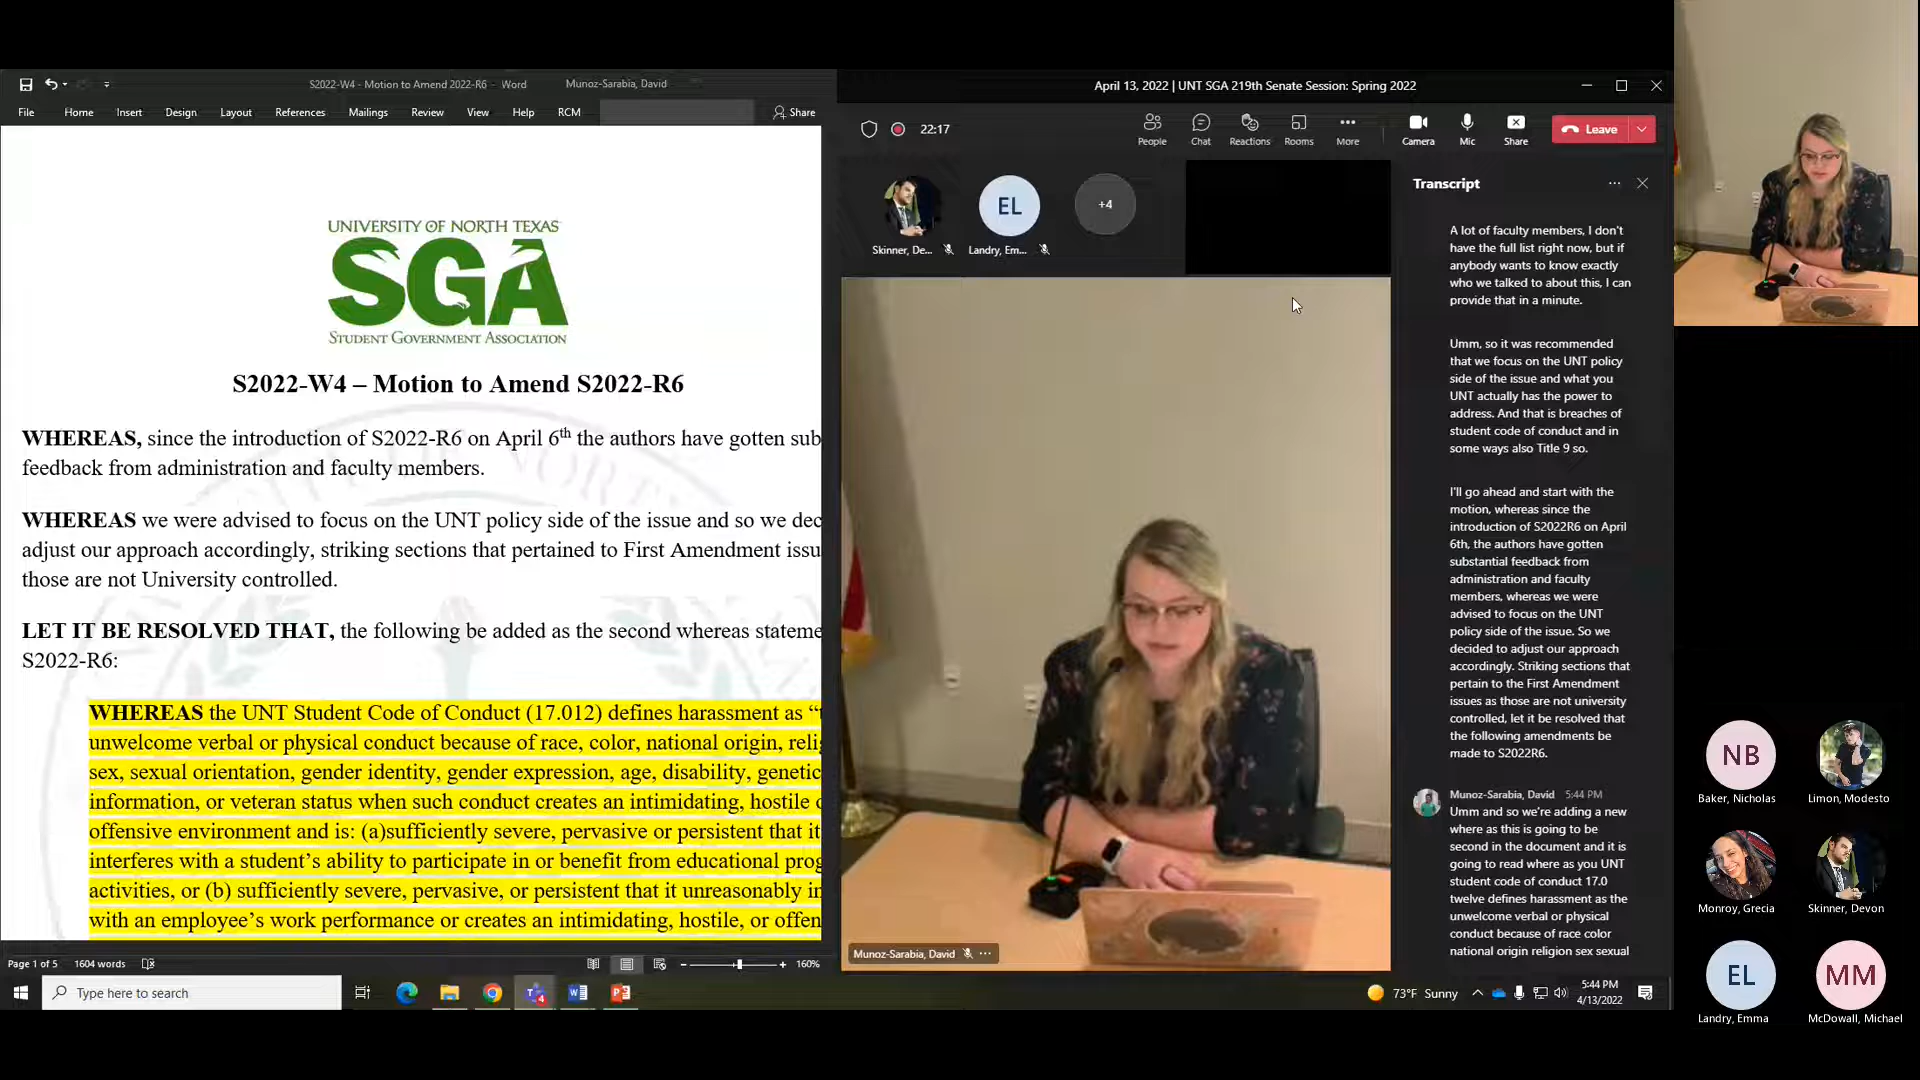 S2022-W4 - Motion to Amend 2022-R6 - Word
Munoz-Sarabia, David
File Home Insert Design Layout References Mailings Review View Help RCM Share
UNIVERSITY OF NORTH TEXAS
SGA
STUDENT GOVERNMENT ASSOCIATION
S2022-W4 – Motion to Amend S2022-R6
WHEREAS, since the introduction of S2022-R6 on April 6th the authors have gotten sub
feedback from administration and faculty members.
WHEREAS we were advised to focus on the UNT policy side of the issue and so we dec
adjust our approach accordingly, striking sections that pertained to First Amendment issu
those are not University controlled.
LET IT BE RESOLVED THAT, the following be added as the second whereas stateme
S2022-R6:
WHEREAS the UNT Student Code of Conduct (17.012) defines harassment as “
unwelcome verbal or physical conduct because of race, color, national origin, reli
sex, sexual orientation, gender identity, gender expression, age, disability, genetic
information, or veteran status when such conduct creates an intimidating, hostile
offensive environment and is: (a)sufficiently severe, pervasive or persistent that it
interferes with a student’s ability to participate in or benefit from educational prog
activities, or (b) sufficiently severe, pervasive, or persistent that it unreasonably in
with an employee’s work performance or creates an intimidating, hostile, or offen
Page 1 of 5 1604 words 160%
April 13, 2022 | UNT SGA 219th Senate Session: Spring 2022
22:17
People Chat Reactions Rooms More Camera Mic Share Leave
EL
+4
Skinner, De...
Landry, Em...
Munoz-Sarabia, David
Transcript
A lot of faculty members, I don't
have the full list right now, but if
anybody wants to know exactly
who we talked to about this, I can
provide that in a minute.
Umm, so it was recommended
that we focus on the UNT policy
side of the issue and what you
UNT actually has the power to
address. And that is breaches of
student code of conduct and in
some ways also Title 9 so.
I'll go ahead and start with the
motion, whereas since the
introduction of S2022R6 on April
6th, the authors have gotten
substantial feedback from
administration and faculty
members, whereas we were
advised to focus on the UNT
policy side of the issue. So we
decided to adjust our approach
accordingly. Striking sections that
pertain to the First Amendment
issues as those are not university
controlled, let it be resolved that
the following amendments be
made to S2022R6.
Munoz-Sarabia, David 5:44 PM
Umm and so we're adding a new
where as this is going to be
second in the document and it is
going to read where as you UNT
student code of conduct 17.0
twelve defines harassment as the
unwelcome verbal or physical
conduct because of race color
national origin religion sex sexual
Type here to search
73°F Sunny
5:44 PM
4/13/2022
NB
Baker, Nicholas
Limon, Modesto
Monroy, Grecia
Skinner, Devon
EL
Landry, Emma
MM
McDowall, Michael